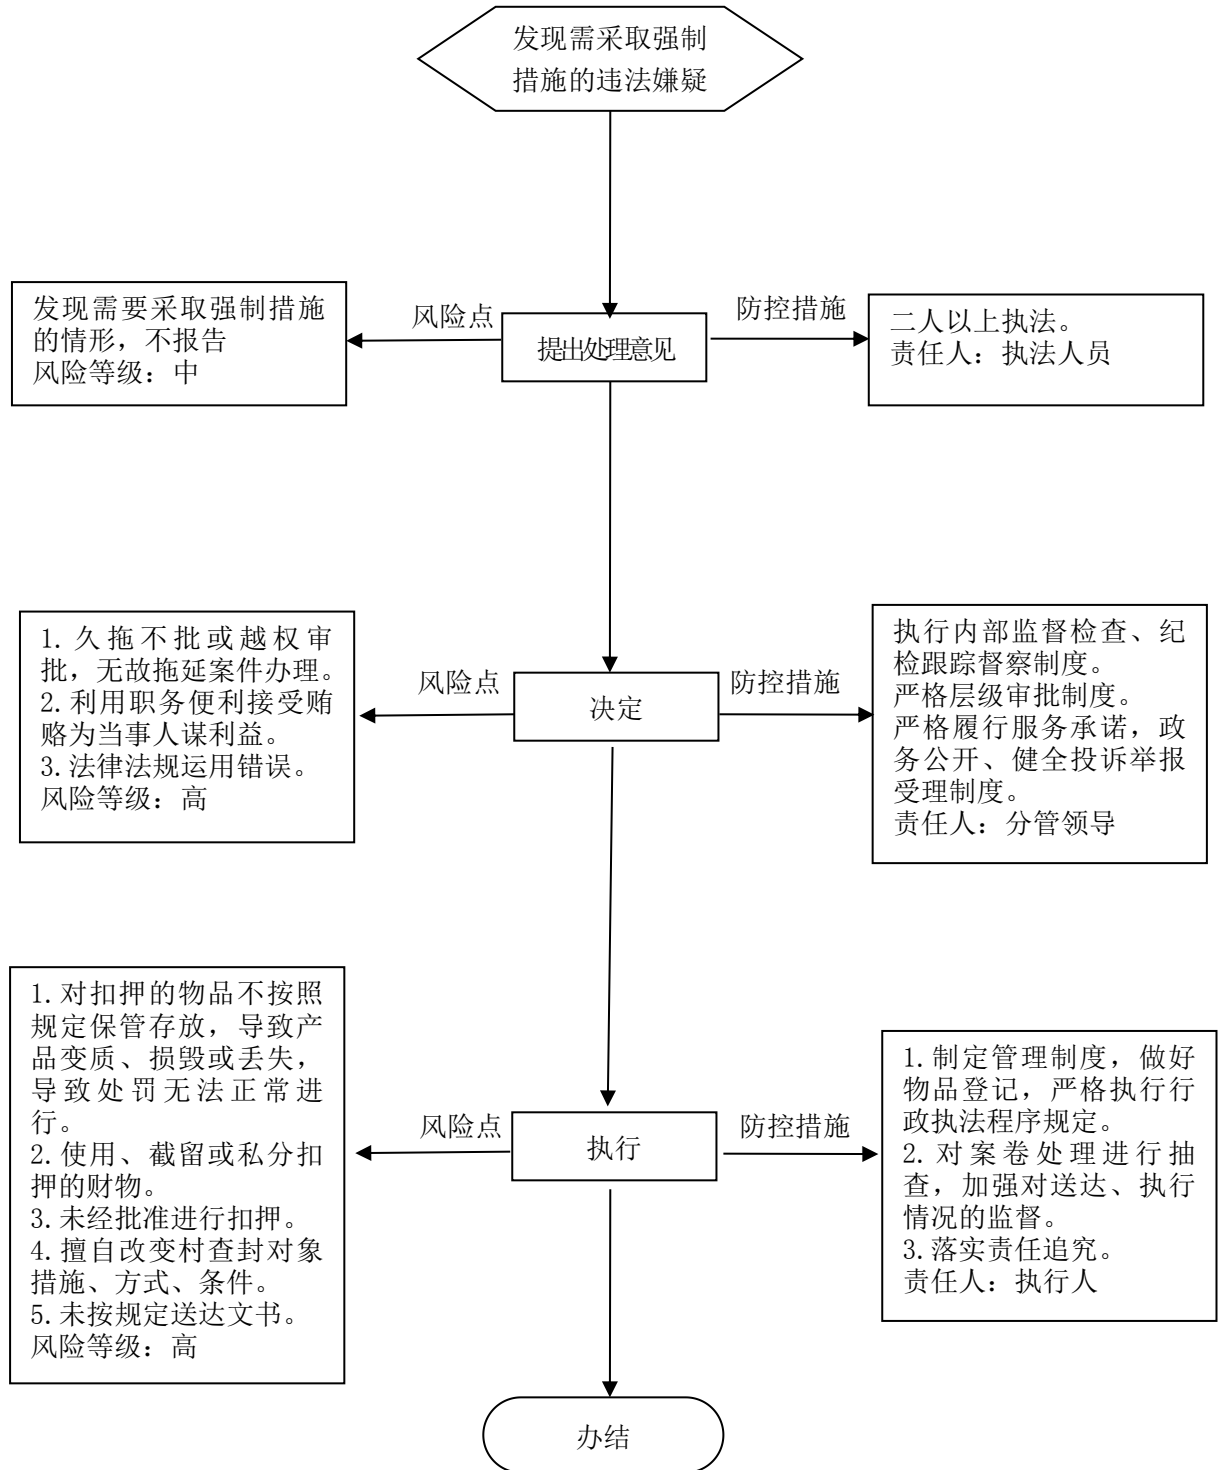 发现需采取强制
措施的违法嫌疑
发现需要采取强制措施
的情形，不报告
风险等级：中
风险点
提出处理意见
防控措施
二人以上执法。
责任人：执法人员
1. 久拖不批或越权审
批，无故拖延案件办理。
2.利用职务便利接受贿
赂为当事人谋利益。
3.法律法规运用错误。
风险等级：高
风险点
决定
防控措施
执行内部监督检查、纪
检跟踪督察制度。
严格层级审批制度。
严格履行服务承诺，政
务公开、健全投诉举报
受理制度。
责任人：分管领导
1.对扣押的物品不按照
规定保管存放，导致产
品变质、损毁或丢失，
导致处罚无法正常进
行。
2.使用、截留或私分扣
押的财物。
3.未经批准进行扣押。
4.擅自改变村查封对象
措施、方式、条件。
5.未按规定送达文书。
风险等级：高
风险点
执行
防控措施
1.制定管理制度，做好
物品登记，严格执行行
政执法程序规定。
2.对案卷处理进行抽
查，加强对送达、执行
情况的监督。
3.落实责任追究。
责任人：执行人
办结